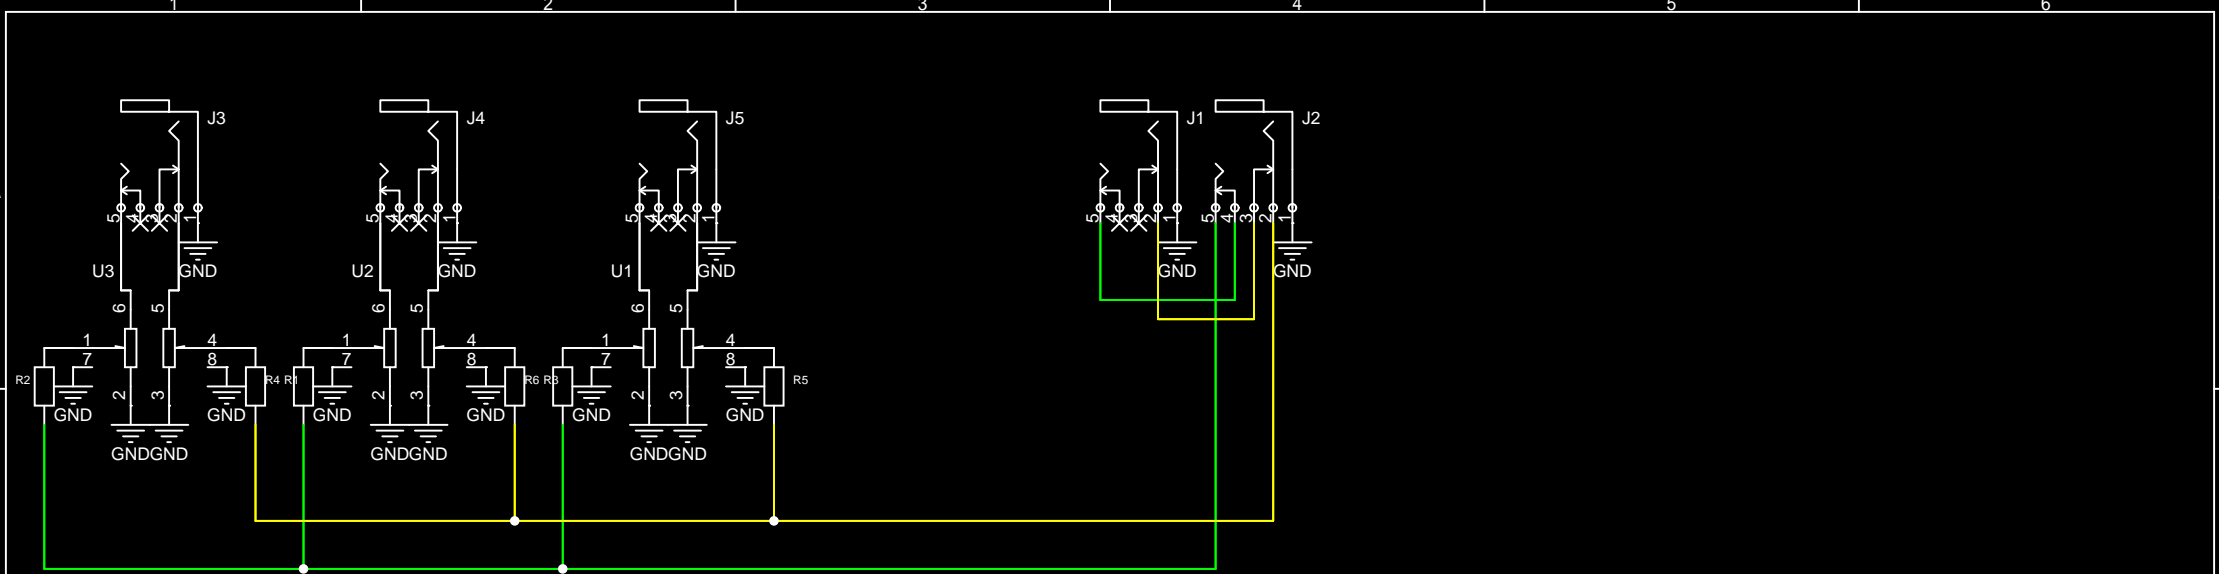 1 2 3 4 5 6
J3 J4 J5 J1 J2
5 4 3 2 1 5 4 3 2 1 5 4 3 2 1 5 4 3 2 1 5 4 3 2 1
U3 GND U2 GND U1 GND GND GND
6 5 6 5 6 5
1 4 1 4 1 4
7 8 7 8 7 8
R2 R4 R1 R6 R3 R5
2 3 2 3 2 3
GND GND GND GND GND GND
GND GND GND GND GND GND